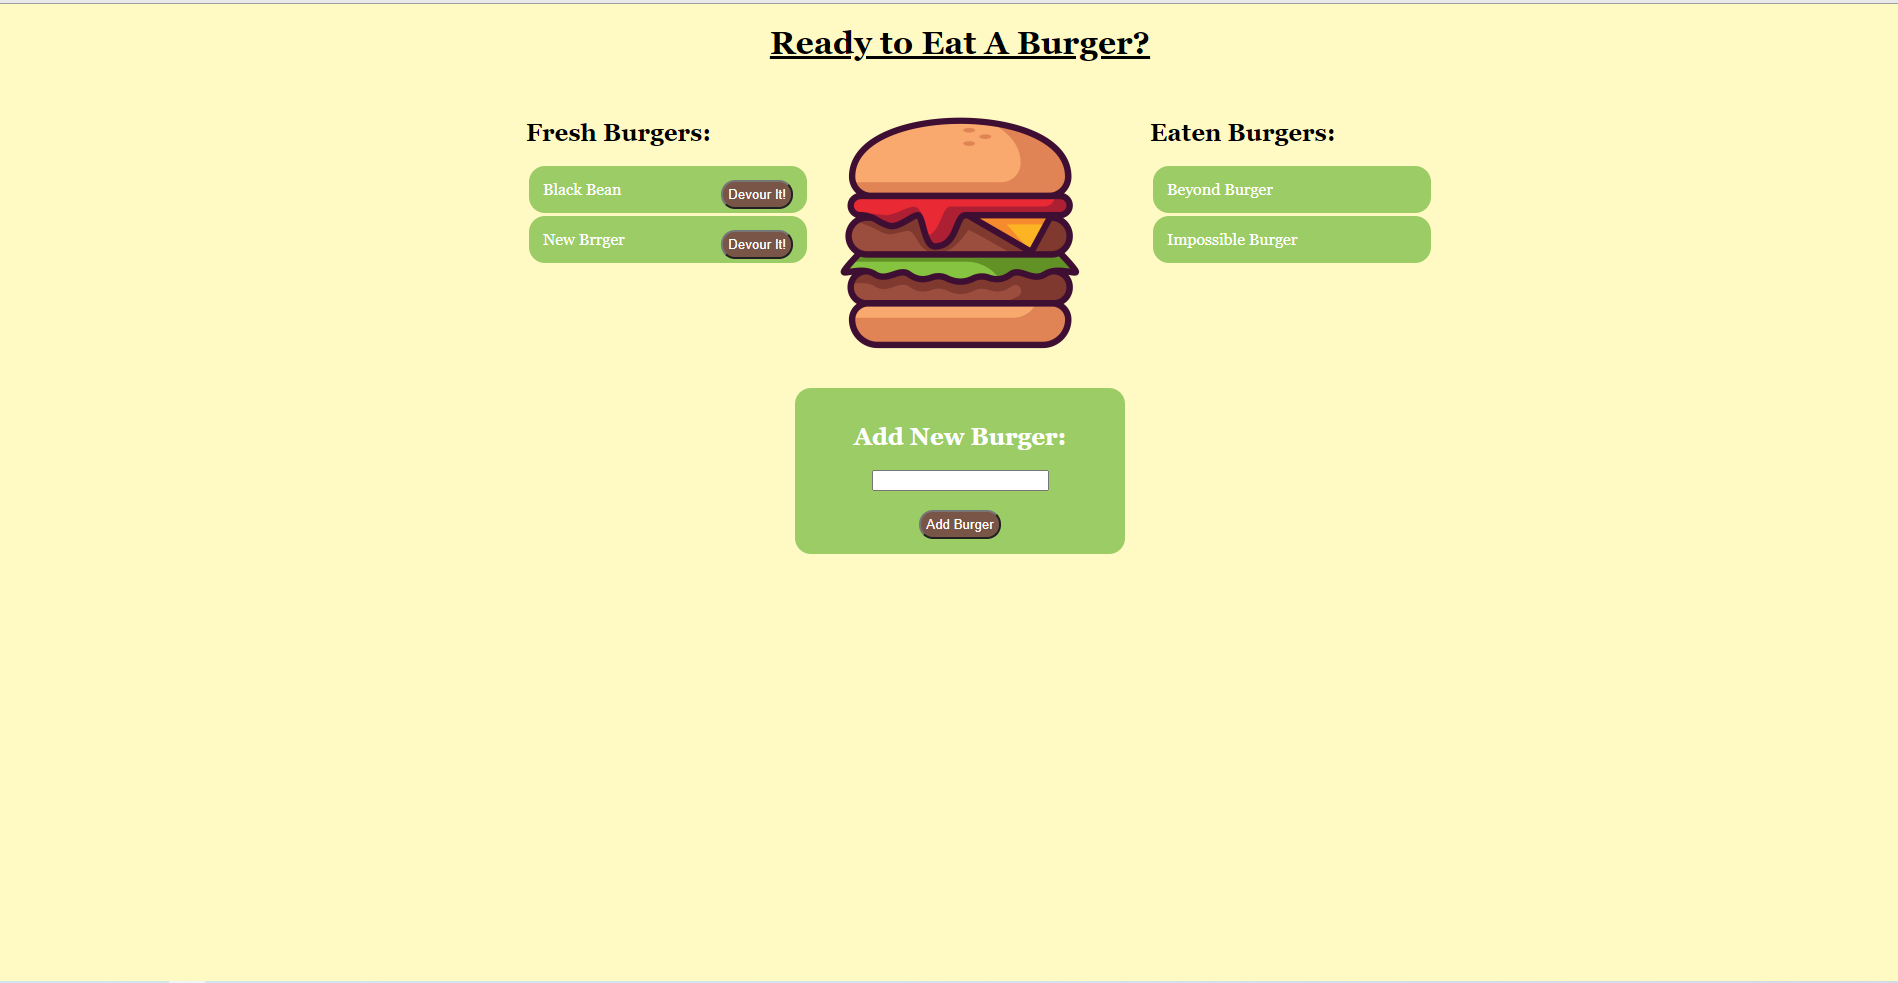 Ready to Eat A Burger?
Fresh Burgers:
Black Bean
Devour It!
New Brrger
Devour It!
Eaten Burgers:
Beyond Burger
Impossible Burger
Add New Burger:
Add Burger